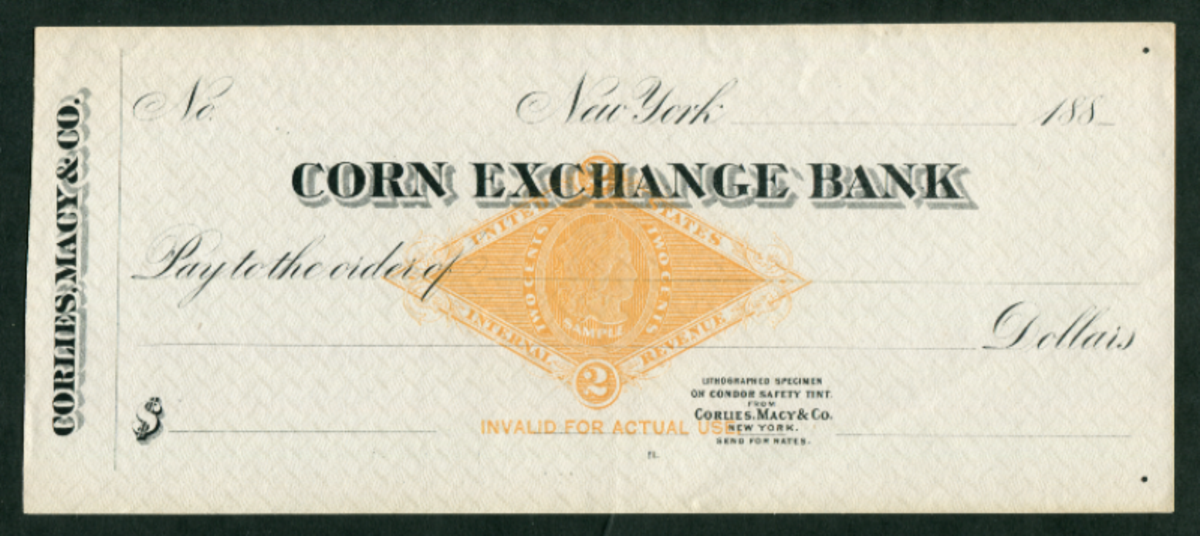 CORLIES, MACY & CO.
No.
New York 188
CORN EXCHANGE BANK
2
UNITED STATES
Pay to the order of
TWO CENTS
TWO CENTS
SAMPLE
INTERNAL REVENUE
Dollars
2
LITHOGRAPHED SPECIMEN
ON CONDOR SAFETY TINT.
FROM
CORLIES, MACY & Co.
NEW YORK.
SEND FOR RATES.
$
INVALID FOR ACTUAL USE.